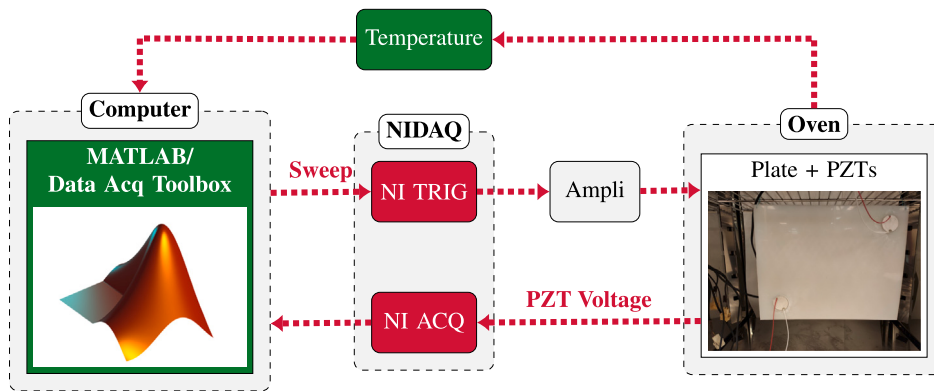 Temperature
Computer
MATLAB/
Data Acq Toolbox
Sweep
NIDAQ
NI TRIG
NI ACQ
Ampli
PZT Voltage
Oven
Plate + PZTs